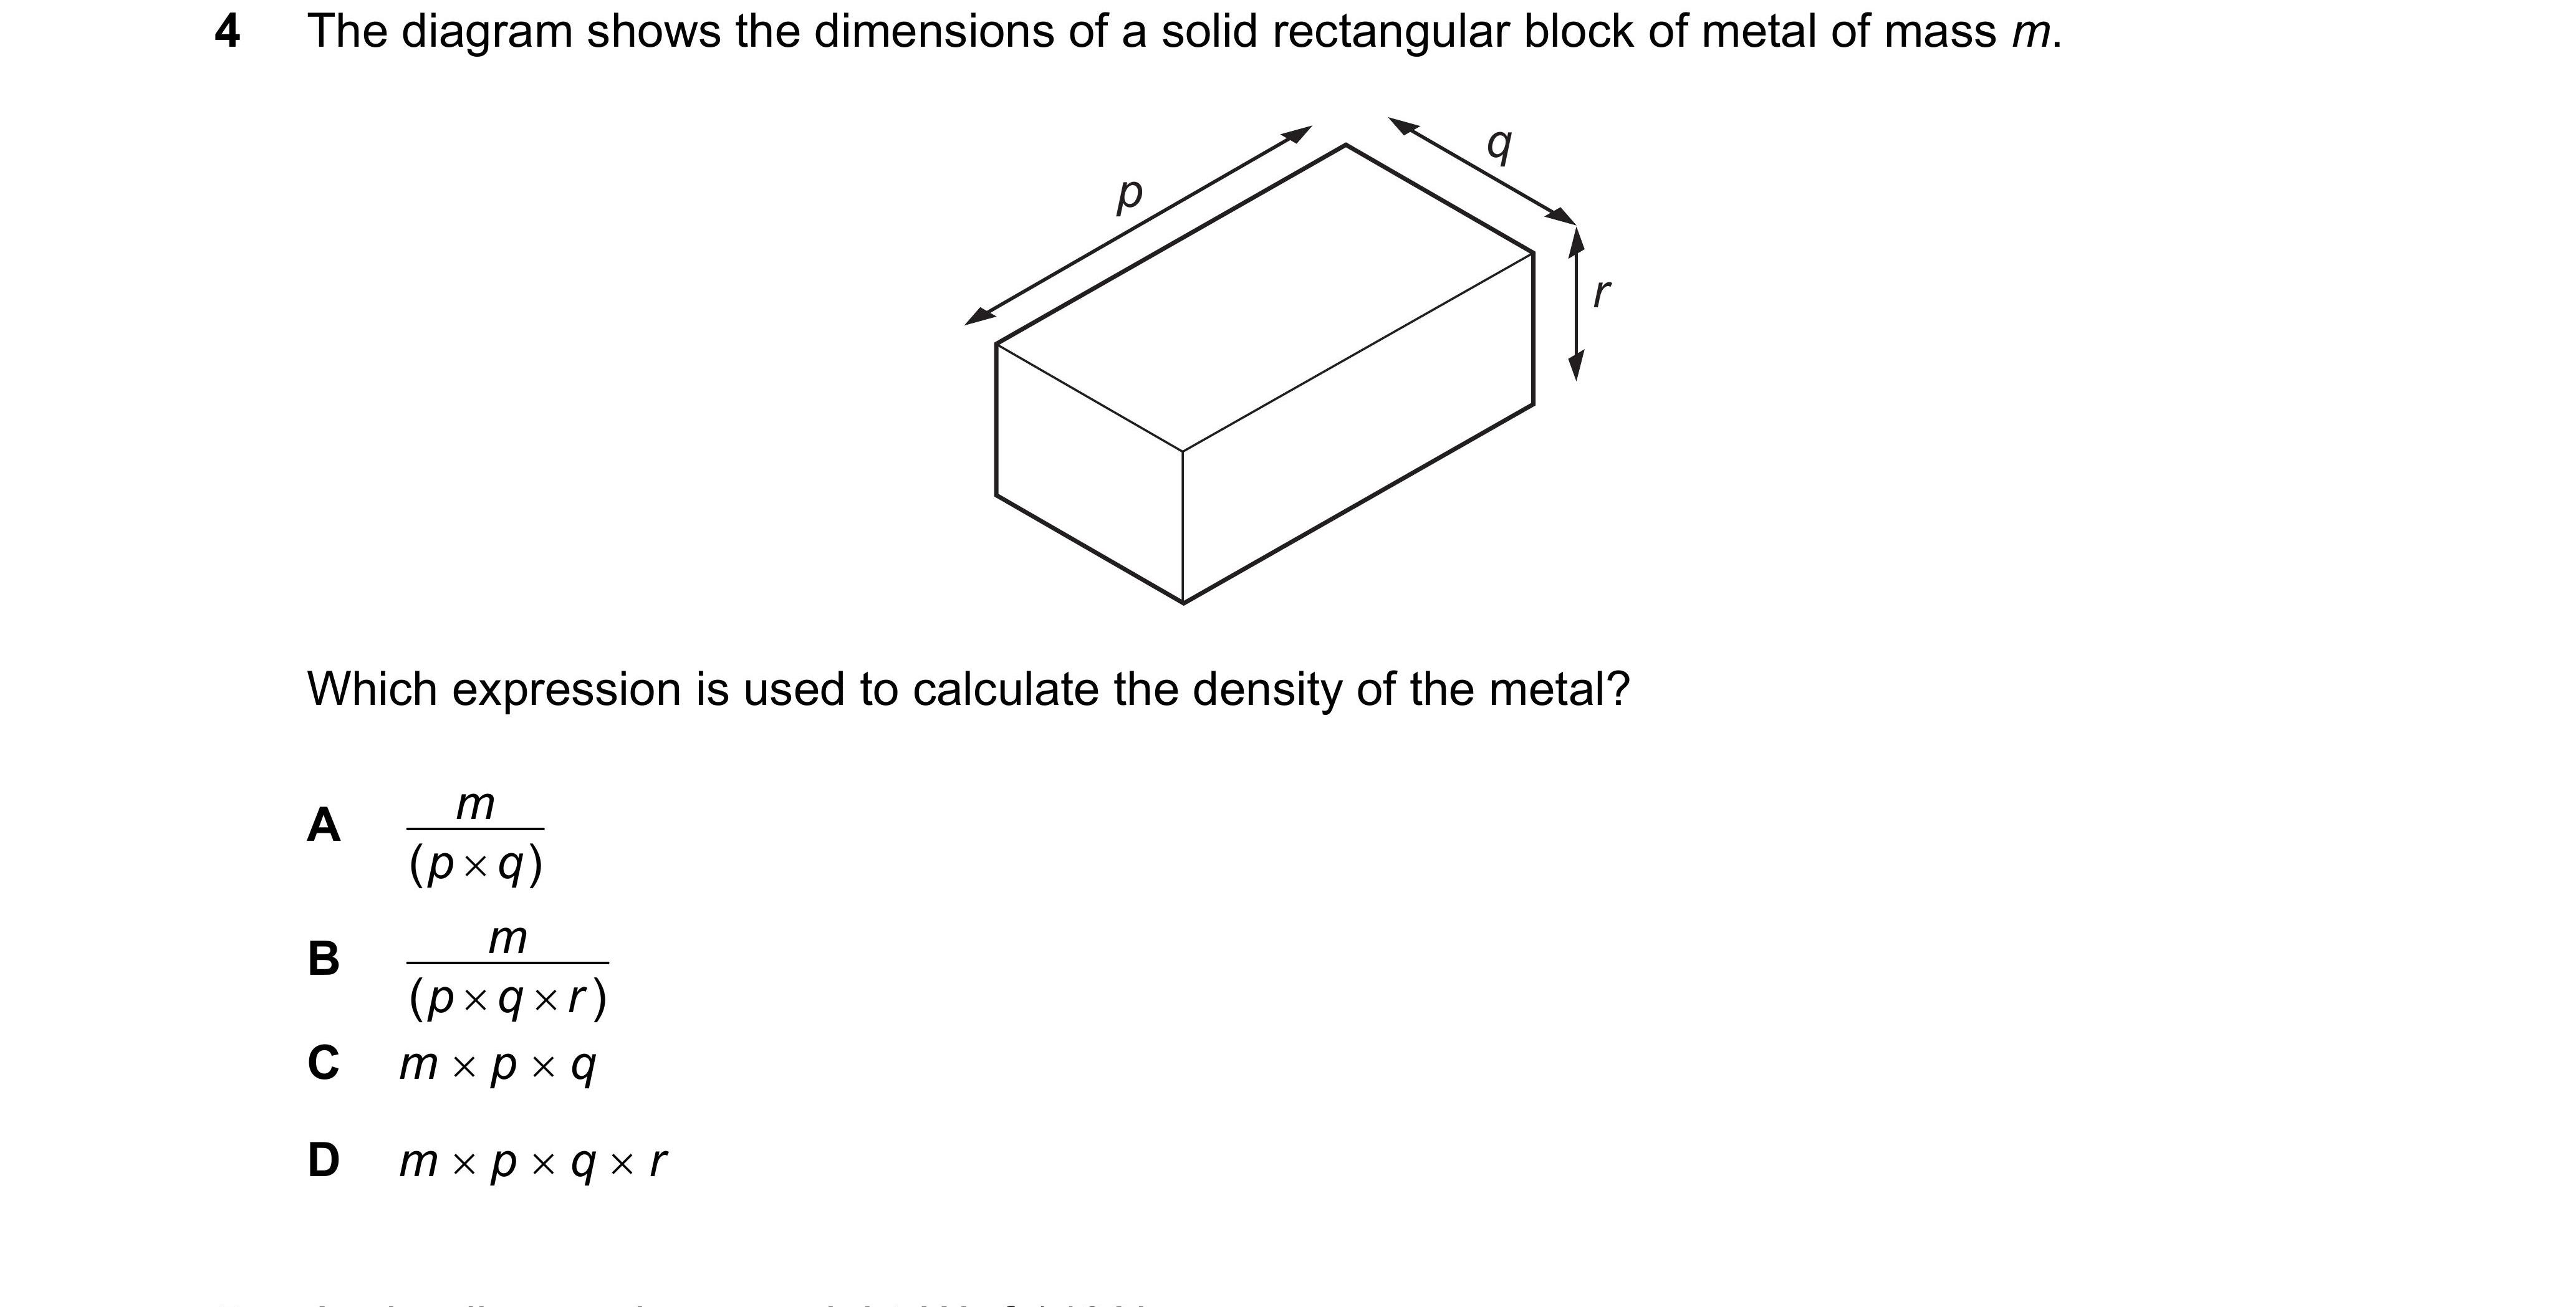 4 The diagram shows the dimensions of a solid rectangular block of metal of mass m.
q
p
r
Which expression is used to calculate the density of the metal?
A m
(p × q)
B m
(p × q × r)
C m × p × q
D m × p × q × r